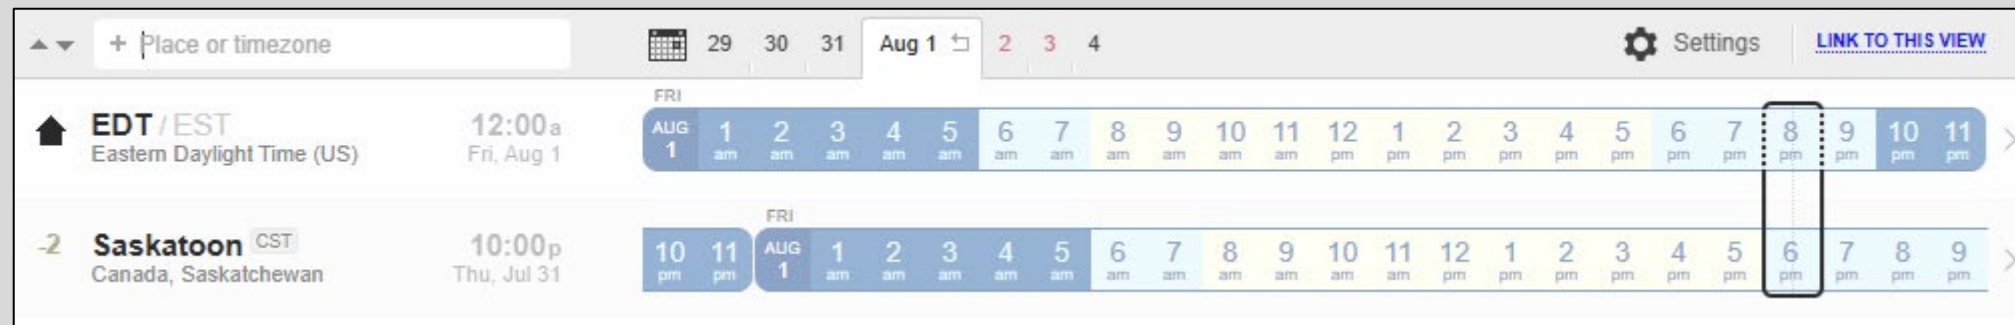 + Place or timezone 29 30 31 Aug 1 2 3 4 Settings LINK TO THIS VIEW
FRI
EDT / EST 12:00a AUG 1 1 am 2 am 3 am 4 am 5 am 6 am 7 am 8 am 9 am 10 am 11 am 12 pm 1 pm 2 pm 3 pm 4 pm 5 pm 6 pm 7 pm 8 pm 9 pm 10 pm 11 pm
Eastern Daylight Time (US) Fri, Aug 1
FRI
-2 Saskatoon CST 10:00p 10 pm 11 pm AUG 1 1 am 2 am 3 am 4 am 5 am 6 am 7 am 8 am 9 am 10 am 11 am 12 pm 1 pm 2 pm 3 pm 4 pm 5 pm 6 pm 7 pm 8 pm 9 pm
Canada, Saskatchewan Thu, Jul 31